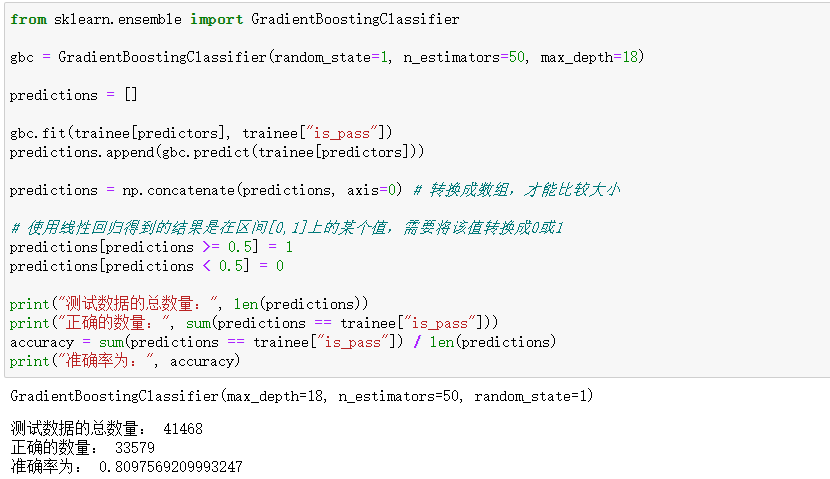 from sklearn.ensemble import GradientBoostingClassifier
gbc = GradientBoostingClassifier(random_state=1, n_estimators=50, max_depth=18)
predictions = []
gbc.fit(trainee[predictors], trainee["is_pass"])
predictions.append(gbc.predict(trainee[predictors]))
predictions = np.concatenate(predictions, axis=0) # 转换成数组，才能比较大小
# 使用线性回归得到的结果是在区间[0,1]上的某个值，需要将该值转换成0或1
predictions[predictions >= 0.5] = 1
predictions[predictions < 0.5] = 0
print("测试数据的总数量：", len(predictions))
print("正确的数量：", sum(predictions == trainee["is_pass"]))
accuracy = sum(predictions == trainee["is_pass"]) / len(predictions)
print("准确率为：", accuracy)
GradientBoostingClassifier(max_depth=18, n_estimators=50, random_state=1)
测试数据的总数量： 41468
正确的数量： 33579
准确率为： 0.8097569209993247